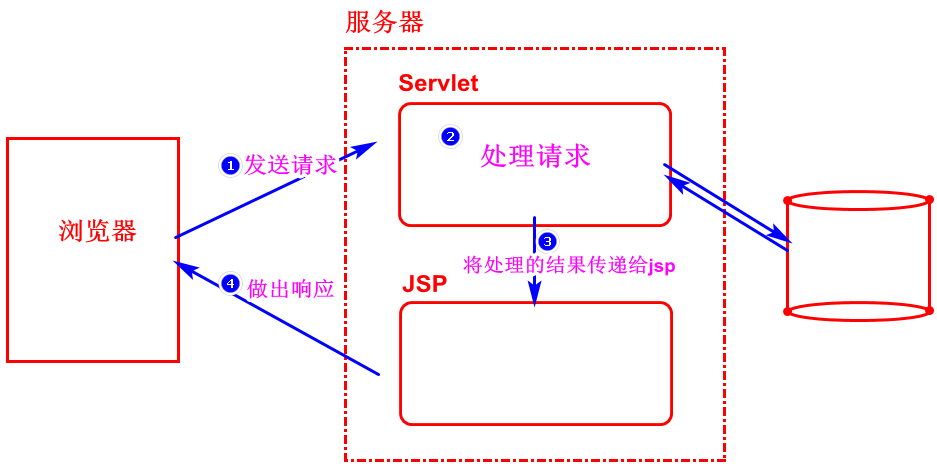 服务器
Servlet
❷
处理请求
❶发送请求
浏览器
❸
将处理的结果传递给jsp
JSP
❹做出响应